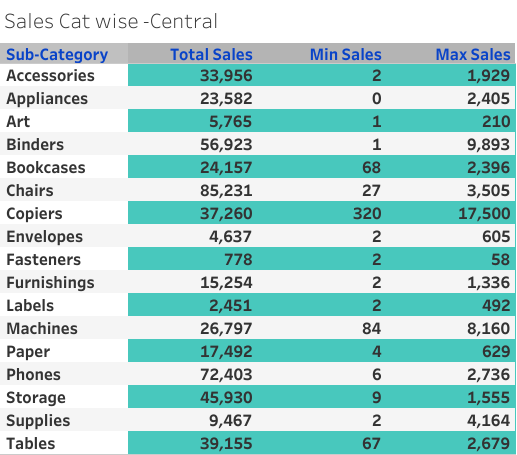 Sales Cat wise -Central
Sub-Category Total Sales Min Sales Max Sales
Accessories 33,956 2 1,929
Appliances 23,582 0 2,405
Art 5,765 1 210
Binders 56,923 1 9,893
Bookcases 24,157 68 2,396
Chairs 85,231 27 3,505
Copiers 37,260 320 17,500
Envelopes 4,637 2 605
Fasteners 778 2 58
Furnishings 15,254 2 1,336
Labels 2,451 2 492
Machines 26,797 84 8,160
Paper 17,492 4 629
Phones 72,403 6 2,736
Storage 45,930 9 1,555
Supplies 9,467 2 4,164
Tables 39,155 67 2,679